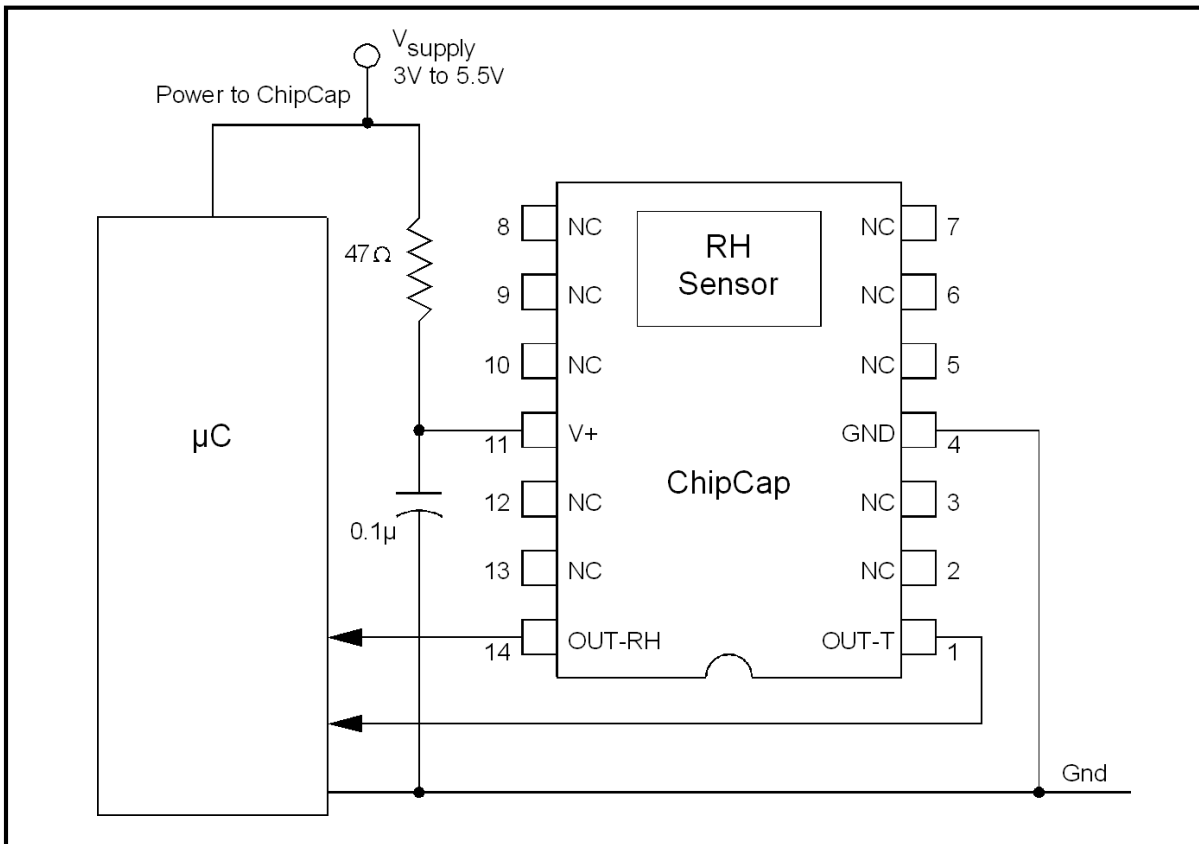 Vsupply
3V to 5.5V
Power to ChipCap
47Ω
8 NC
RH
Sensor
NC 7
9 NC
NC 6
10 NC
NC 5
µC
11 V+
GND 4
ChipCap
12 NC
NC 3
0.1µ
13 NC
NC 2
14 OUT-RH
OUT-T 1
Gnd